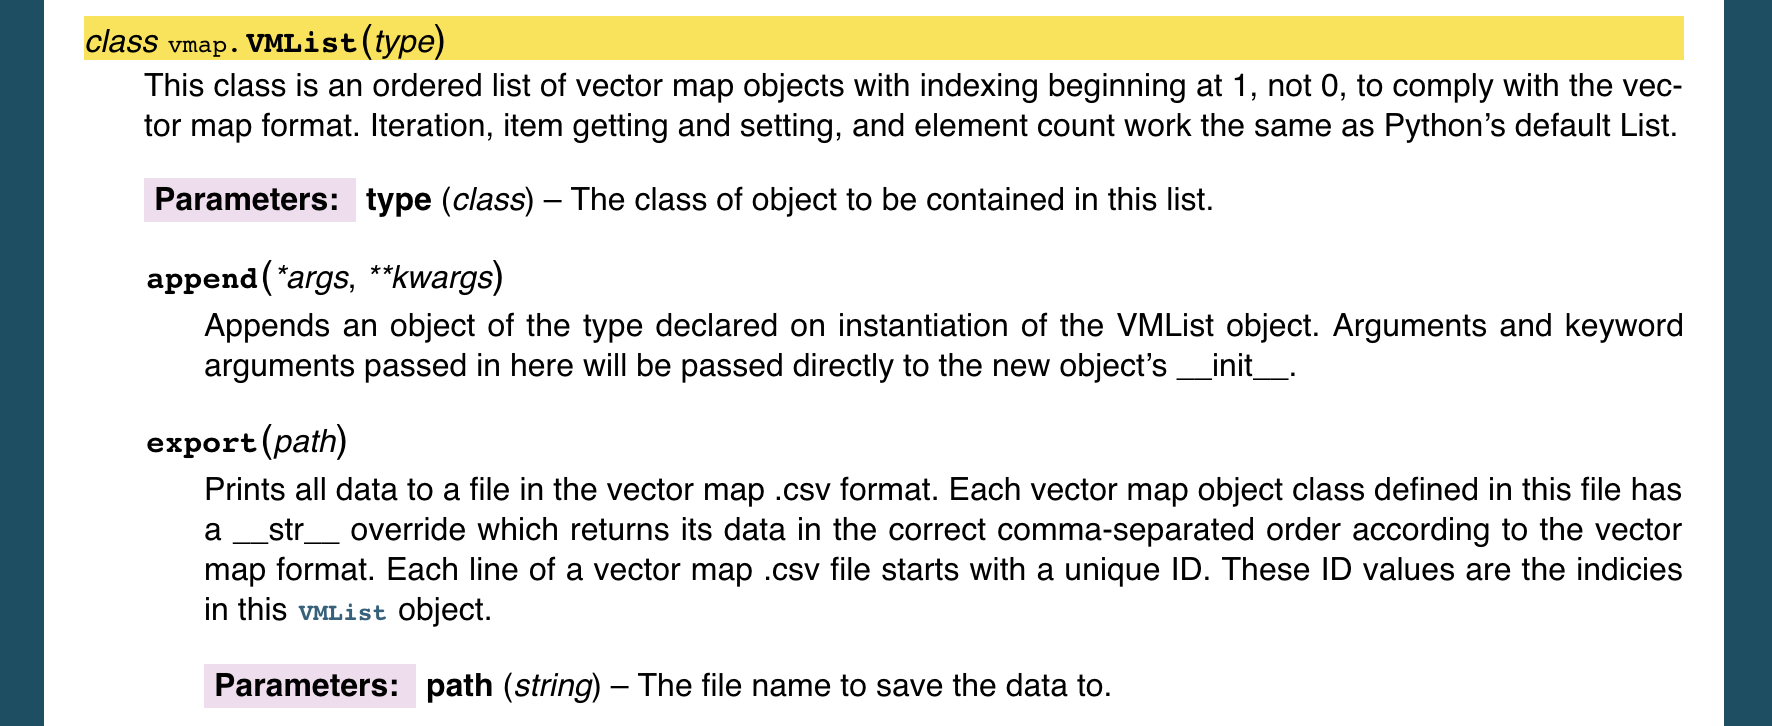 class vmap.VMList(type)
This class is an ordered list of vector map objects with indexing beginning at 1, not 0, to comply with the vec-
tor map format. Iteration, item getting and setting, and element count work the same as Python’s default List.
Parameters: type (class) – The class of object to be contained in this list.
append(*args, **kwargs)
Appends an object of the type declared on instantiation of the VMList object. Arguments and keyword
arguments passed in here will be passed directly to the new object’s __init__.
export(path)
Prints all data to a file in the vector map .csv format. Each vector map object class defined in this file has
a __str__ override which returns its data in the correct comma-separated order according to the vector
map format. Each line of a vector map .csv file starts with a unique ID. These ID values are the indicies
in this VMList object.
Parameters: path (string) – The file name to save the data to.